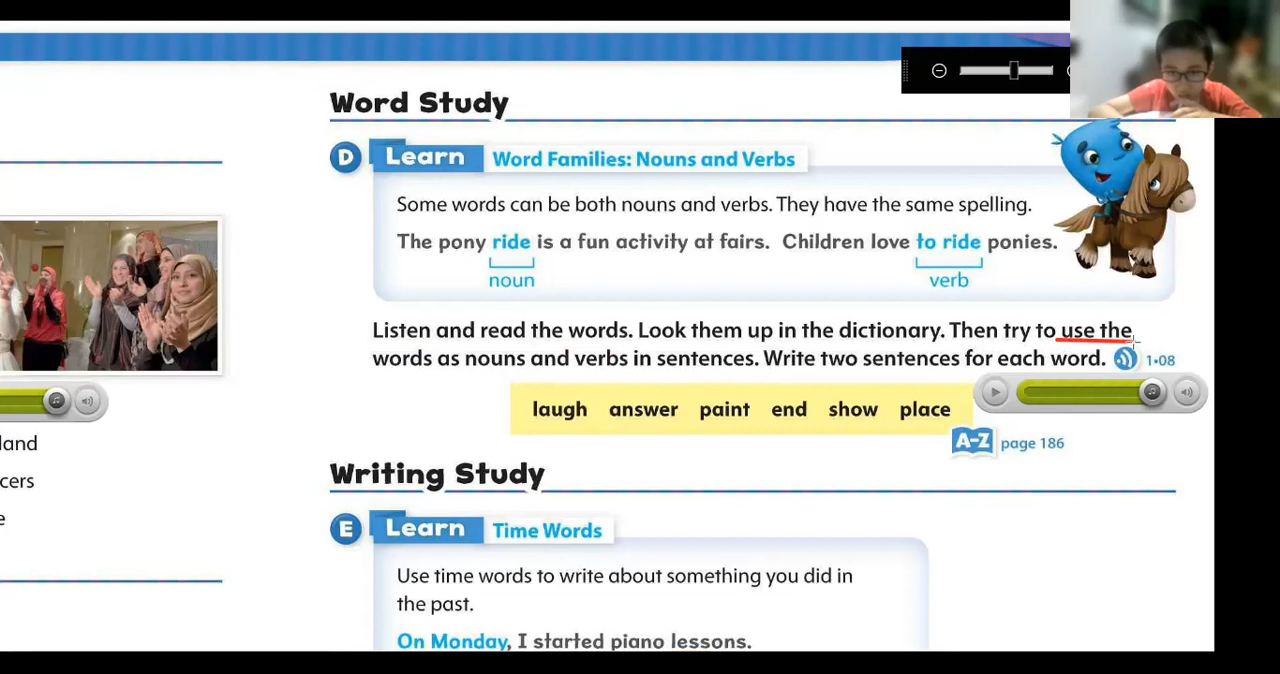 Word Study
D Learn Word Families: Nouns and Verbs
Some words can be both nouns and verbs. They have the same spelling.
The pony ride is a fun activity at fairs. Children love to ride ponies.
noun verb
Listen and read the words. Look them up in the dictionary. Then try to use the
words as nouns and verbs in sentences. Write two sentences for each word. 1•08
laugh answer paint end show place
A-Z page 186
land
cers
e
Writing Study
E Learn Time Words
Use time words to write about something you did in
the past.
On Monday, I started piano lessons.